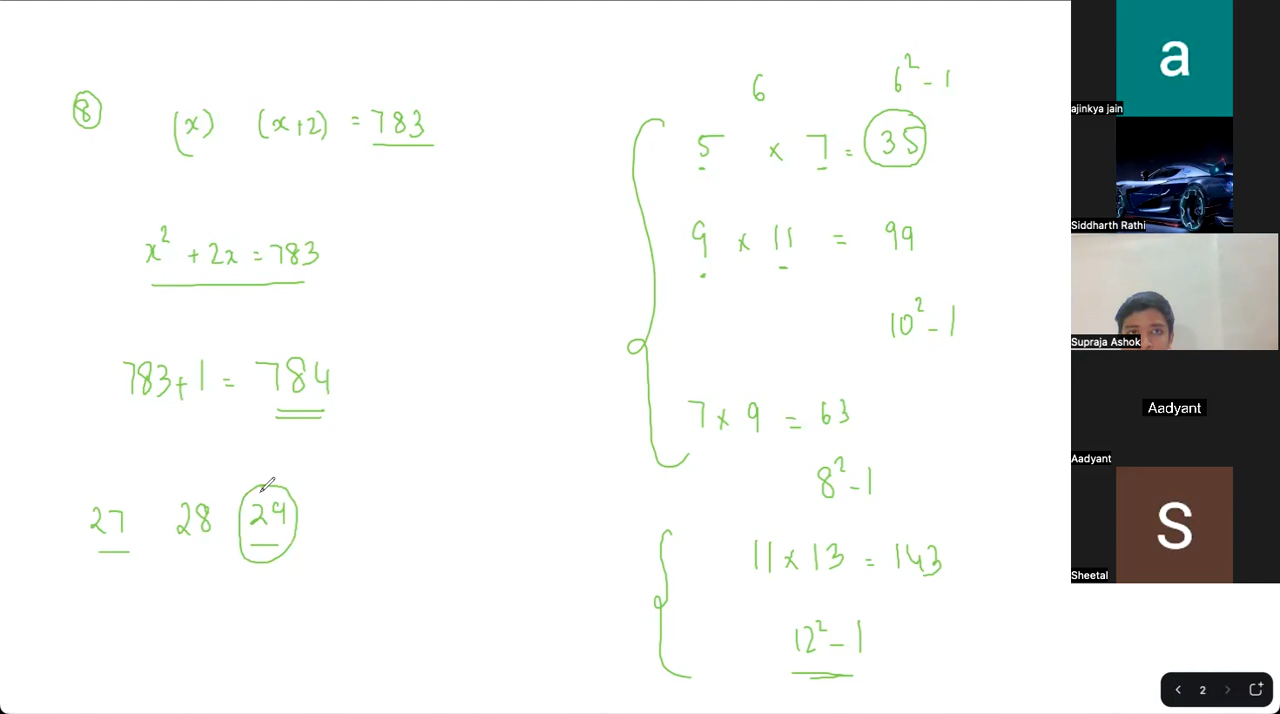 8 (x) (x+2) = 783
x² + 2x = 783
783+1 = 784
27 28 29
6 6² - 1
5 x 7 = 35
9 x 11 = 99
10² - 1
7 x 9 = 63
8² - 1
11 x 13 = 143
12² - 1
a
ajinkya jain
Siddharth Rathi
Supraja Ashok
Aadyant
Aadyant
S
Sheetal
< 2 >